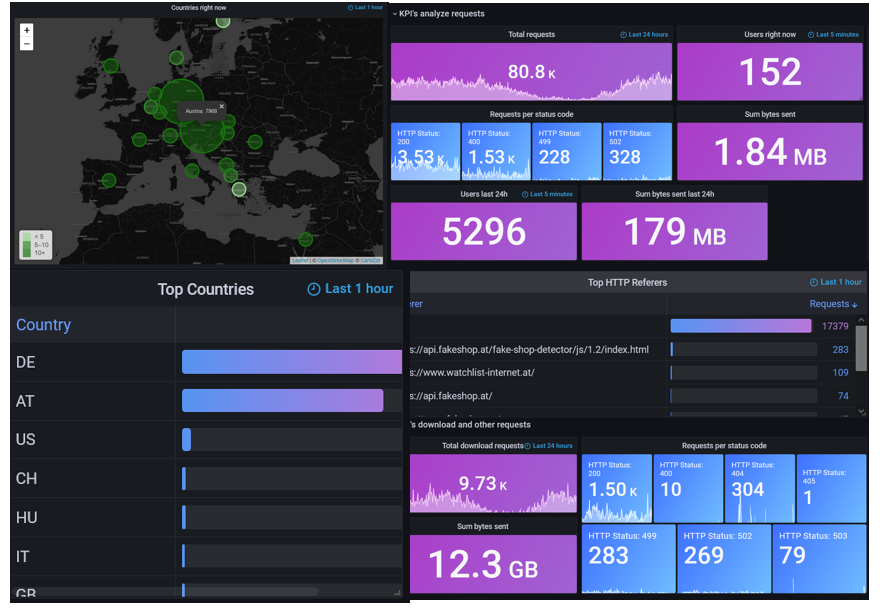 Countries right now
Last 1 hour
+
−
Austria: 7968
×
< 5
5–10
10+
Leaflet | © OpenStreetMap © CartoDB
KPI's analyze requests
Total requests
Last 24 hours
80.8 K
Users right now
Last 5 minutes
152
Requests per status code
HTTP Status: 200
3.53 K
HTTP Status: 400
1.53 K
HTTP Status: 499
228
HTTP Status: 502
328
Sum bytes sent
1.84 MB
Users last 24h
Last 5 minutes
5296
Sum bytes sent last 24h
179 MB
Top Countries
Last 1 hour
Country
DE
AT
US
CH
HU
IT
GB
Top HTTP Referers
Last 1 hour
erer
Requests
17379
s://api.fakeshop.at/fake-shop-detector/js/1.2/index.html
283
s://www.watchlist-internet.at/
109
s://api.fakeshop.at/
74
's download and other requests
Total download requests
Last 24 hours
9.73 K
Sum bytes sent
12.3 GB
Requests per status code
HTTP Status: 200
1.50 K
HTTP Status: 400
10
HTTP Status: 404
304
HTTP Status: 405
1
HTTP Status: 499
283
HTTP Status: 502
269
HTTP Status: 503
79